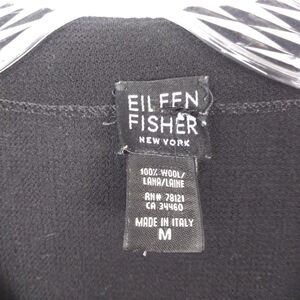 EILEEN
FISHER
NEW YORK
100% WOOL/
LANA/LAINE
RN# 78121
CA 34460
MADE IN ITALY
M